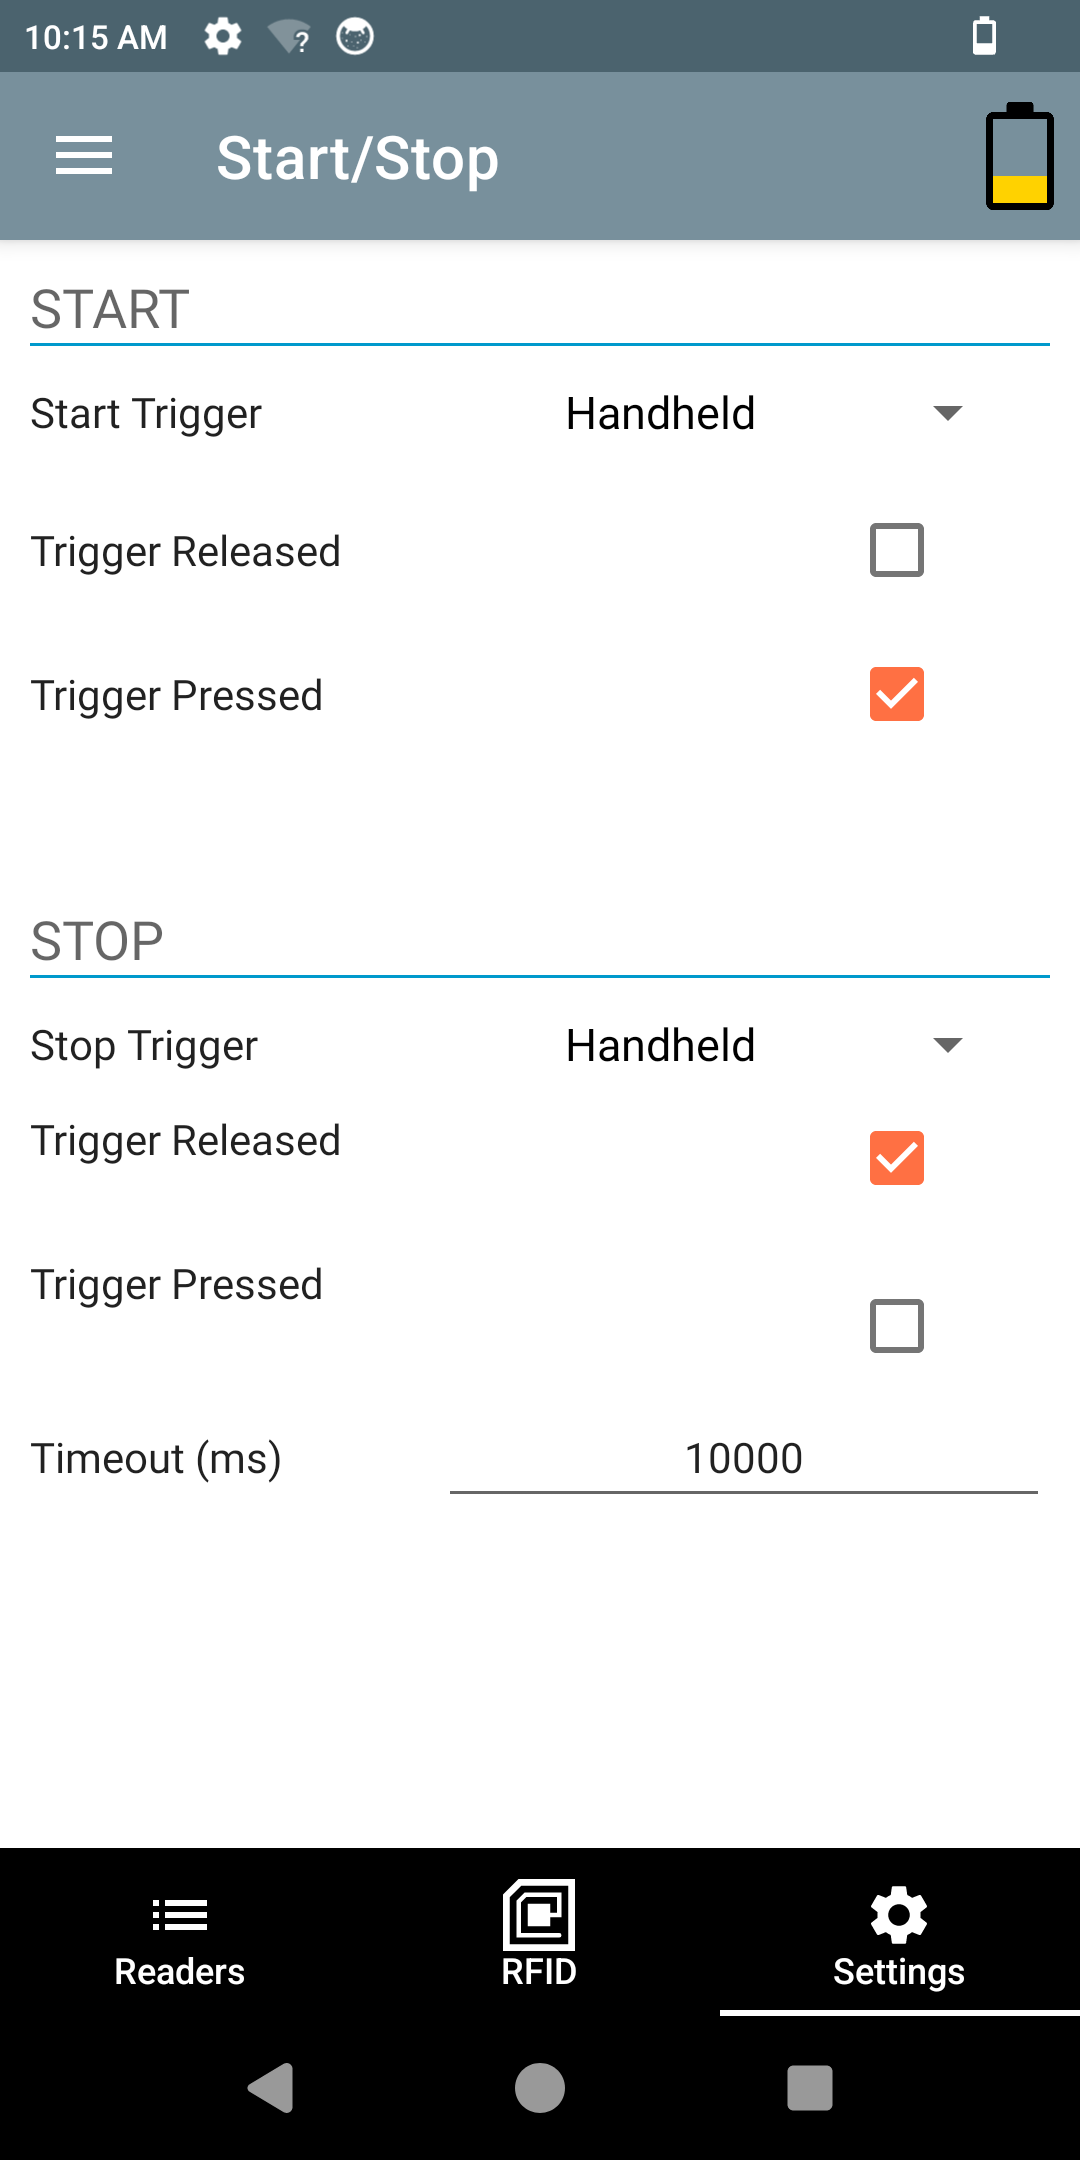 10:15 AM
Start/Stop
START
Start Trigger Handheld
Trigger Released
Trigger Pressed
STOP
Stop Trigger Handheld
Trigger Released
Trigger Pressed
Timeout (ms) 10000
Readers RFID Settings